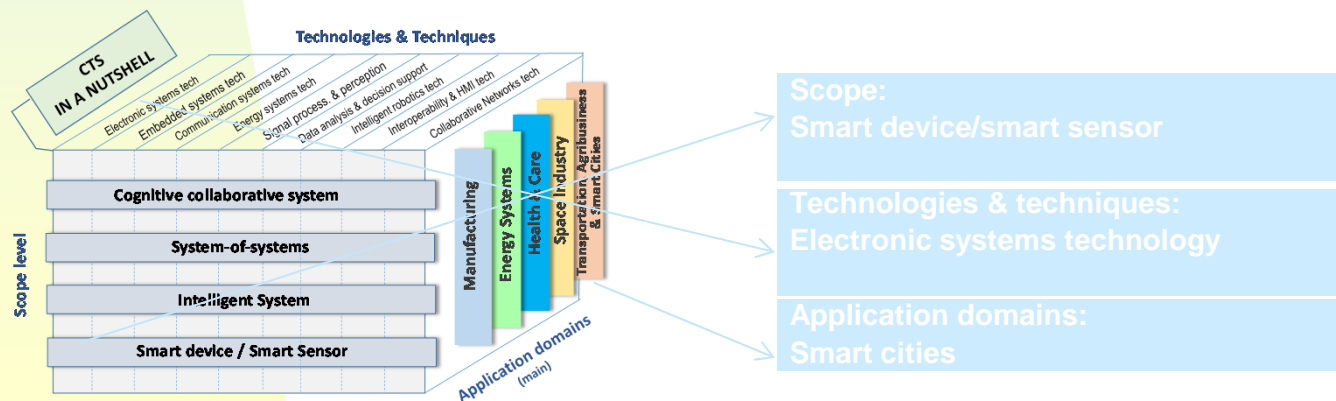 CTS
IN A NUTSHELL
Technologies & Techniques
Electronic systems tech
Embedded systems tech
Communication systems tech
Energy systems tech
Signal process. & perception
Data analysis & decision support
Intelligent robotics tech
Interoperability & HMI tech
Collaborative Networks tech
Scope level
Cognitive collaborative system
System-of-systems
Intelligent System
Smart device / Smart Sensor
Manufacturing
Energy Systems
Health & Care
Space Industry
Transportation, Agribusiness
& Smart Cities
Application domains
(main)
Scope:
Smart device/smart sensor
Technologies & techniques:
Electronic systems technology
Application domains:
Smart cities